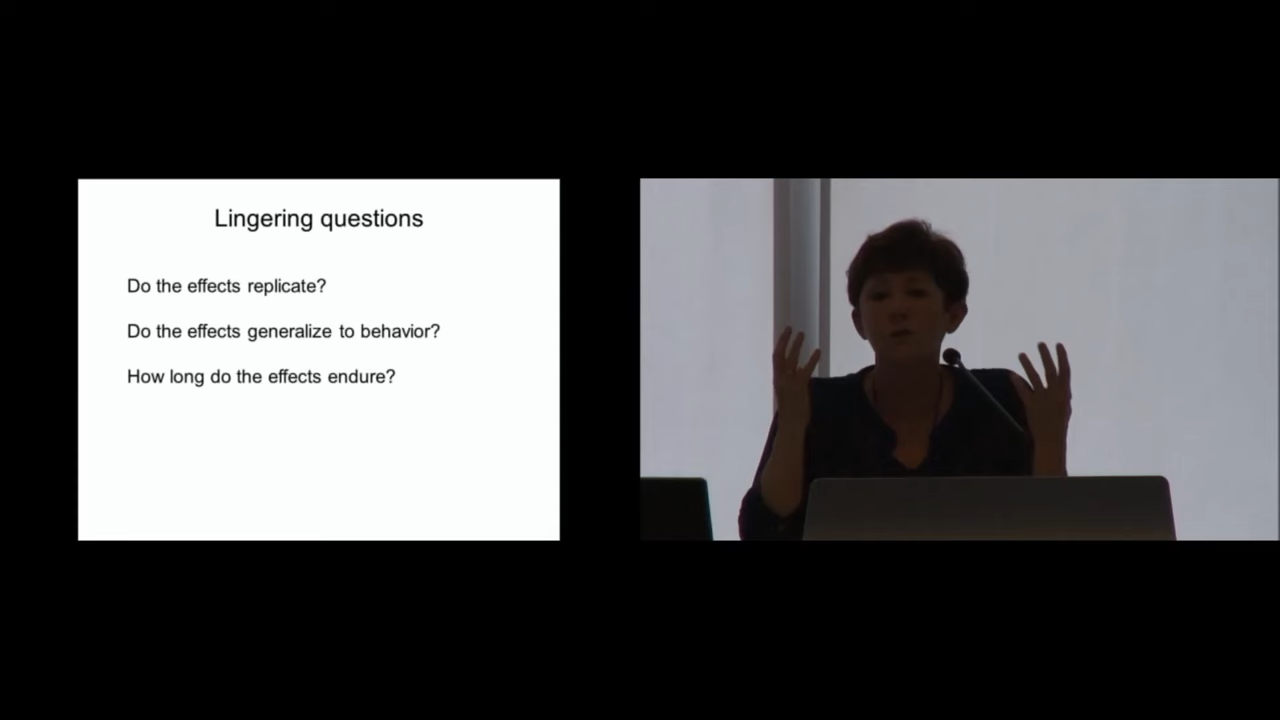 Lingering questions
Do the effects replicate?
Do the effects generalize to behavior?
How long do the effects endure?